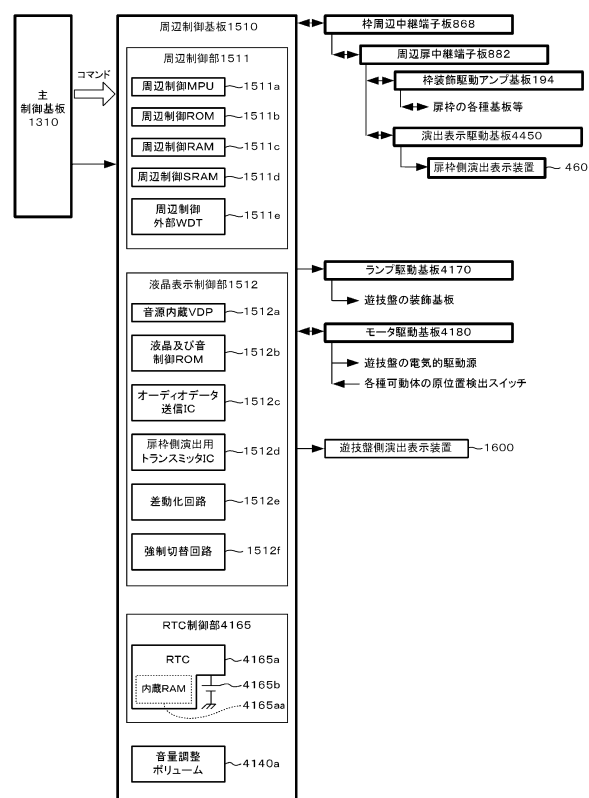 主
制御基板
1310
コマンド
周辺制御基板1510
周辺制御部1511
周辺制御MPU
1511a
周辺制御ROM
1511b
周辺制御RAM
1511c
周辺制御SRAM
1511d
周辺制御
外部WDT
1511e
液晶表示制御部1512
音源内蔵VDP
1512a
液晶及び音
制御ROM
1512b
オーディオデータ
送信IC
1512c
扉枠側演出用
トランスミッタIC
1512d
差動化回路
1512e
強制切替回路
1512f
RTC制御部4165
RTC
4165a
内蔵RAM
4165b
4165aa
音量調整
ボリューム
4140a
枠周辺中継端子板868
周辺扉中継端子板882
枠装飾駆動アンプ基板194
扉枠の各種基板等
演出表示駆動基板4450
扉枠側演出表示装置
460
ランプ駆動基板4170
遊技盤の装飾基板
モータ駆動基板4180
遊技盤の電気的駆動源
各種可動体の原位置検出スイッチ
遊技盤側演出表示装置
1600